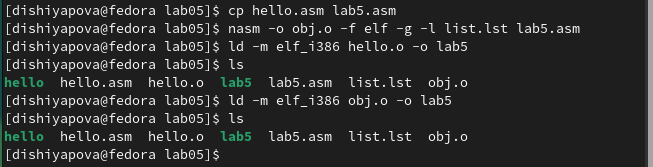 [dishiyapova@fedora lab05]$ cp hello.asm lab5.asm
[dishiyapova@fedora lab05]$ nasm -o obj.o -f elf -g -l list.lst lab5.asm
[dishiyapova@fedora lab05]$ ld -m elf_i386 hello.o -o lab5
[dishiyapova@fedora lab05]$ ls
hello  hello.asm  hello.o  lab5  lab5.asm  list.lst  obj.o
[dishiyapova@fedora lab05]$ ld -m elf_i386 obj.o -o lab5
[dishiyapova@fedora lab05]$ ls
hello  hello.asm  hello.o  lab5  lab5.asm  list.lst  obj.o
[dishiyapova@fedora lab05]$